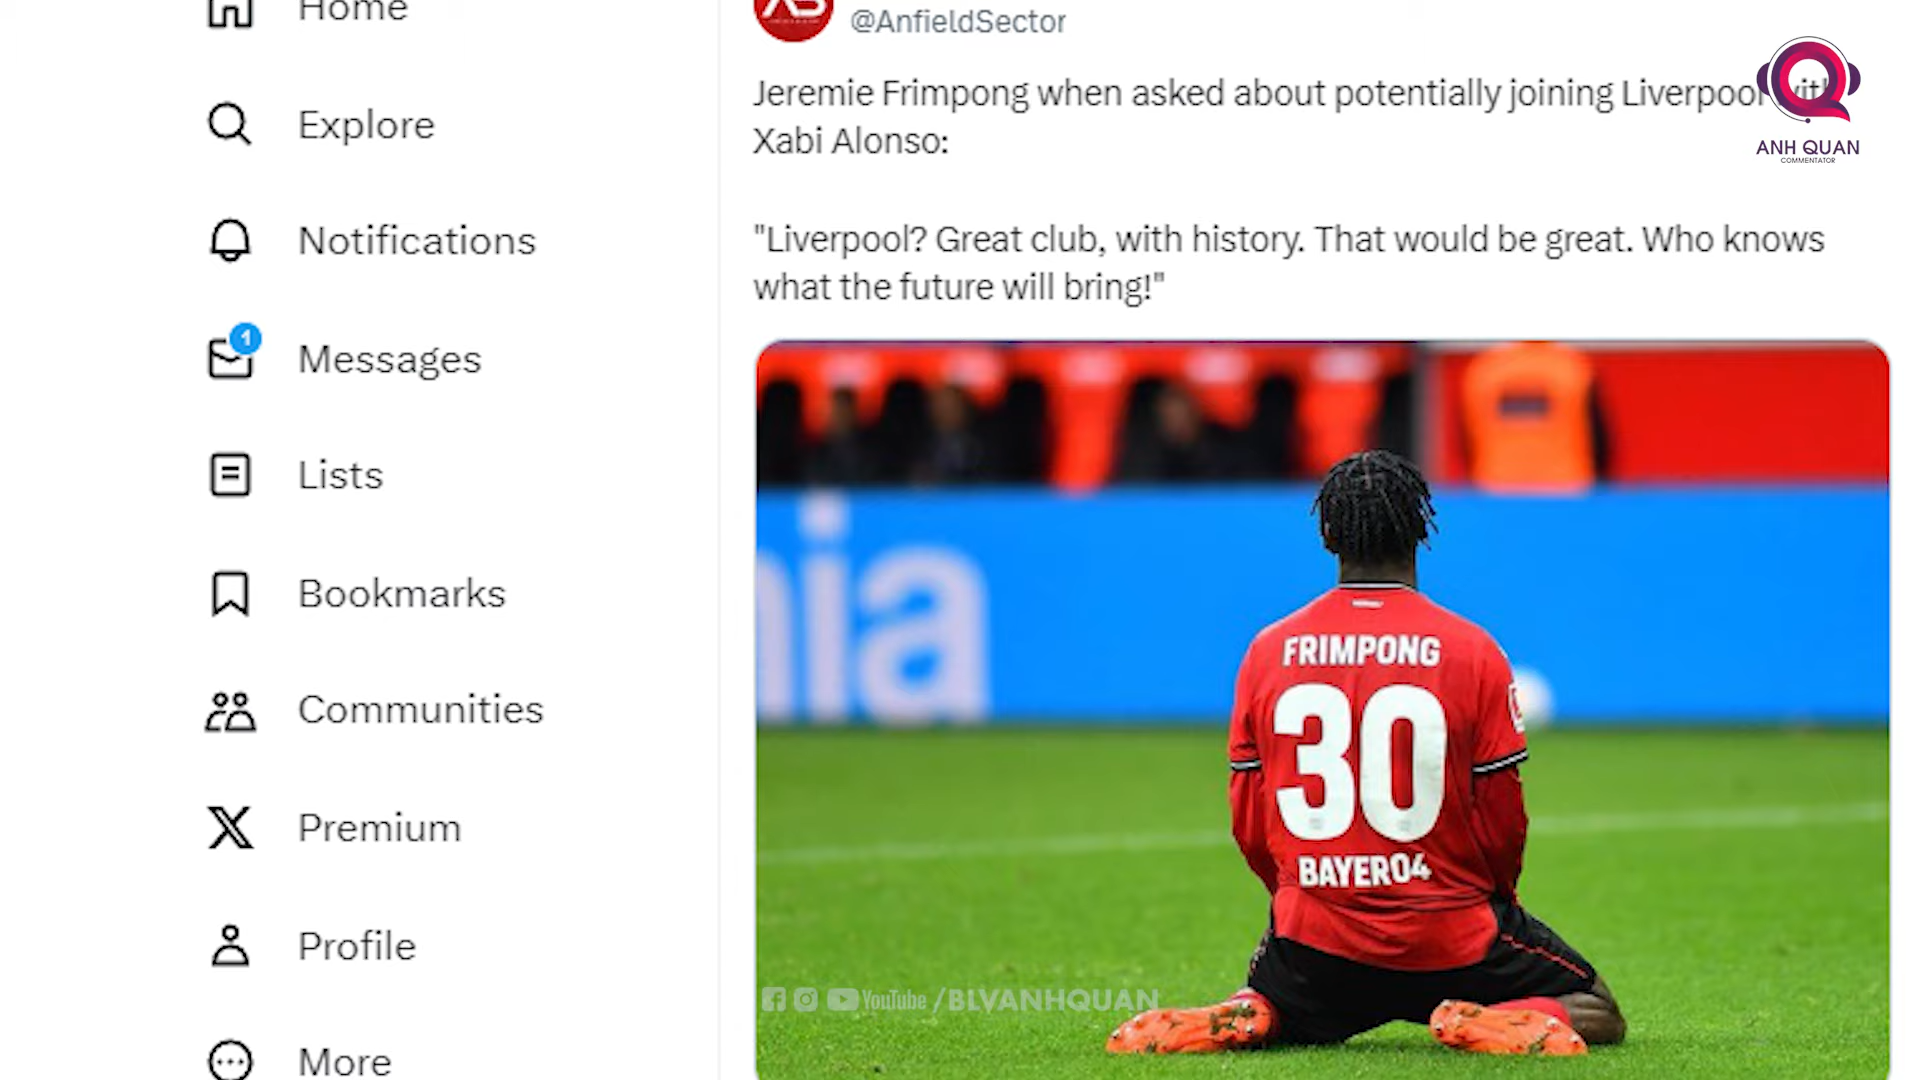 Home
@AnfieldSector
Explore
Notifications
Messages
1
Lists
Bookmarks
Communities
Premium
Profile
More
Jeremie Frimpong when asked about potentially joining Liverpool with
Xabi Alonso:
"Liverpool? Great club, with history. That would be great. Who knows
what the future will bring!"
ANH QUAN
COMMENTATOR
nia
FRIMPONG
30
BAYER04
YouTube /BLVANHQUAN